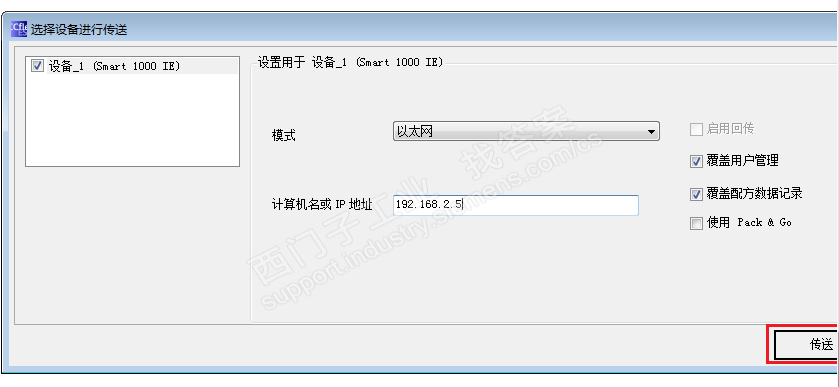 选择设备进行传送
设备_1 (Smart 1000 IE)
设置用于 设备_1 (Smart 1000 IE)
模式
以太网
启用回传
覆盖用户管理
计算机名或 IP 地址
192.168.2.5
覆盖配方数据记录
使用 Pack & Go
传送
西门子工业 找答案
support.industry.siemens.com/cs